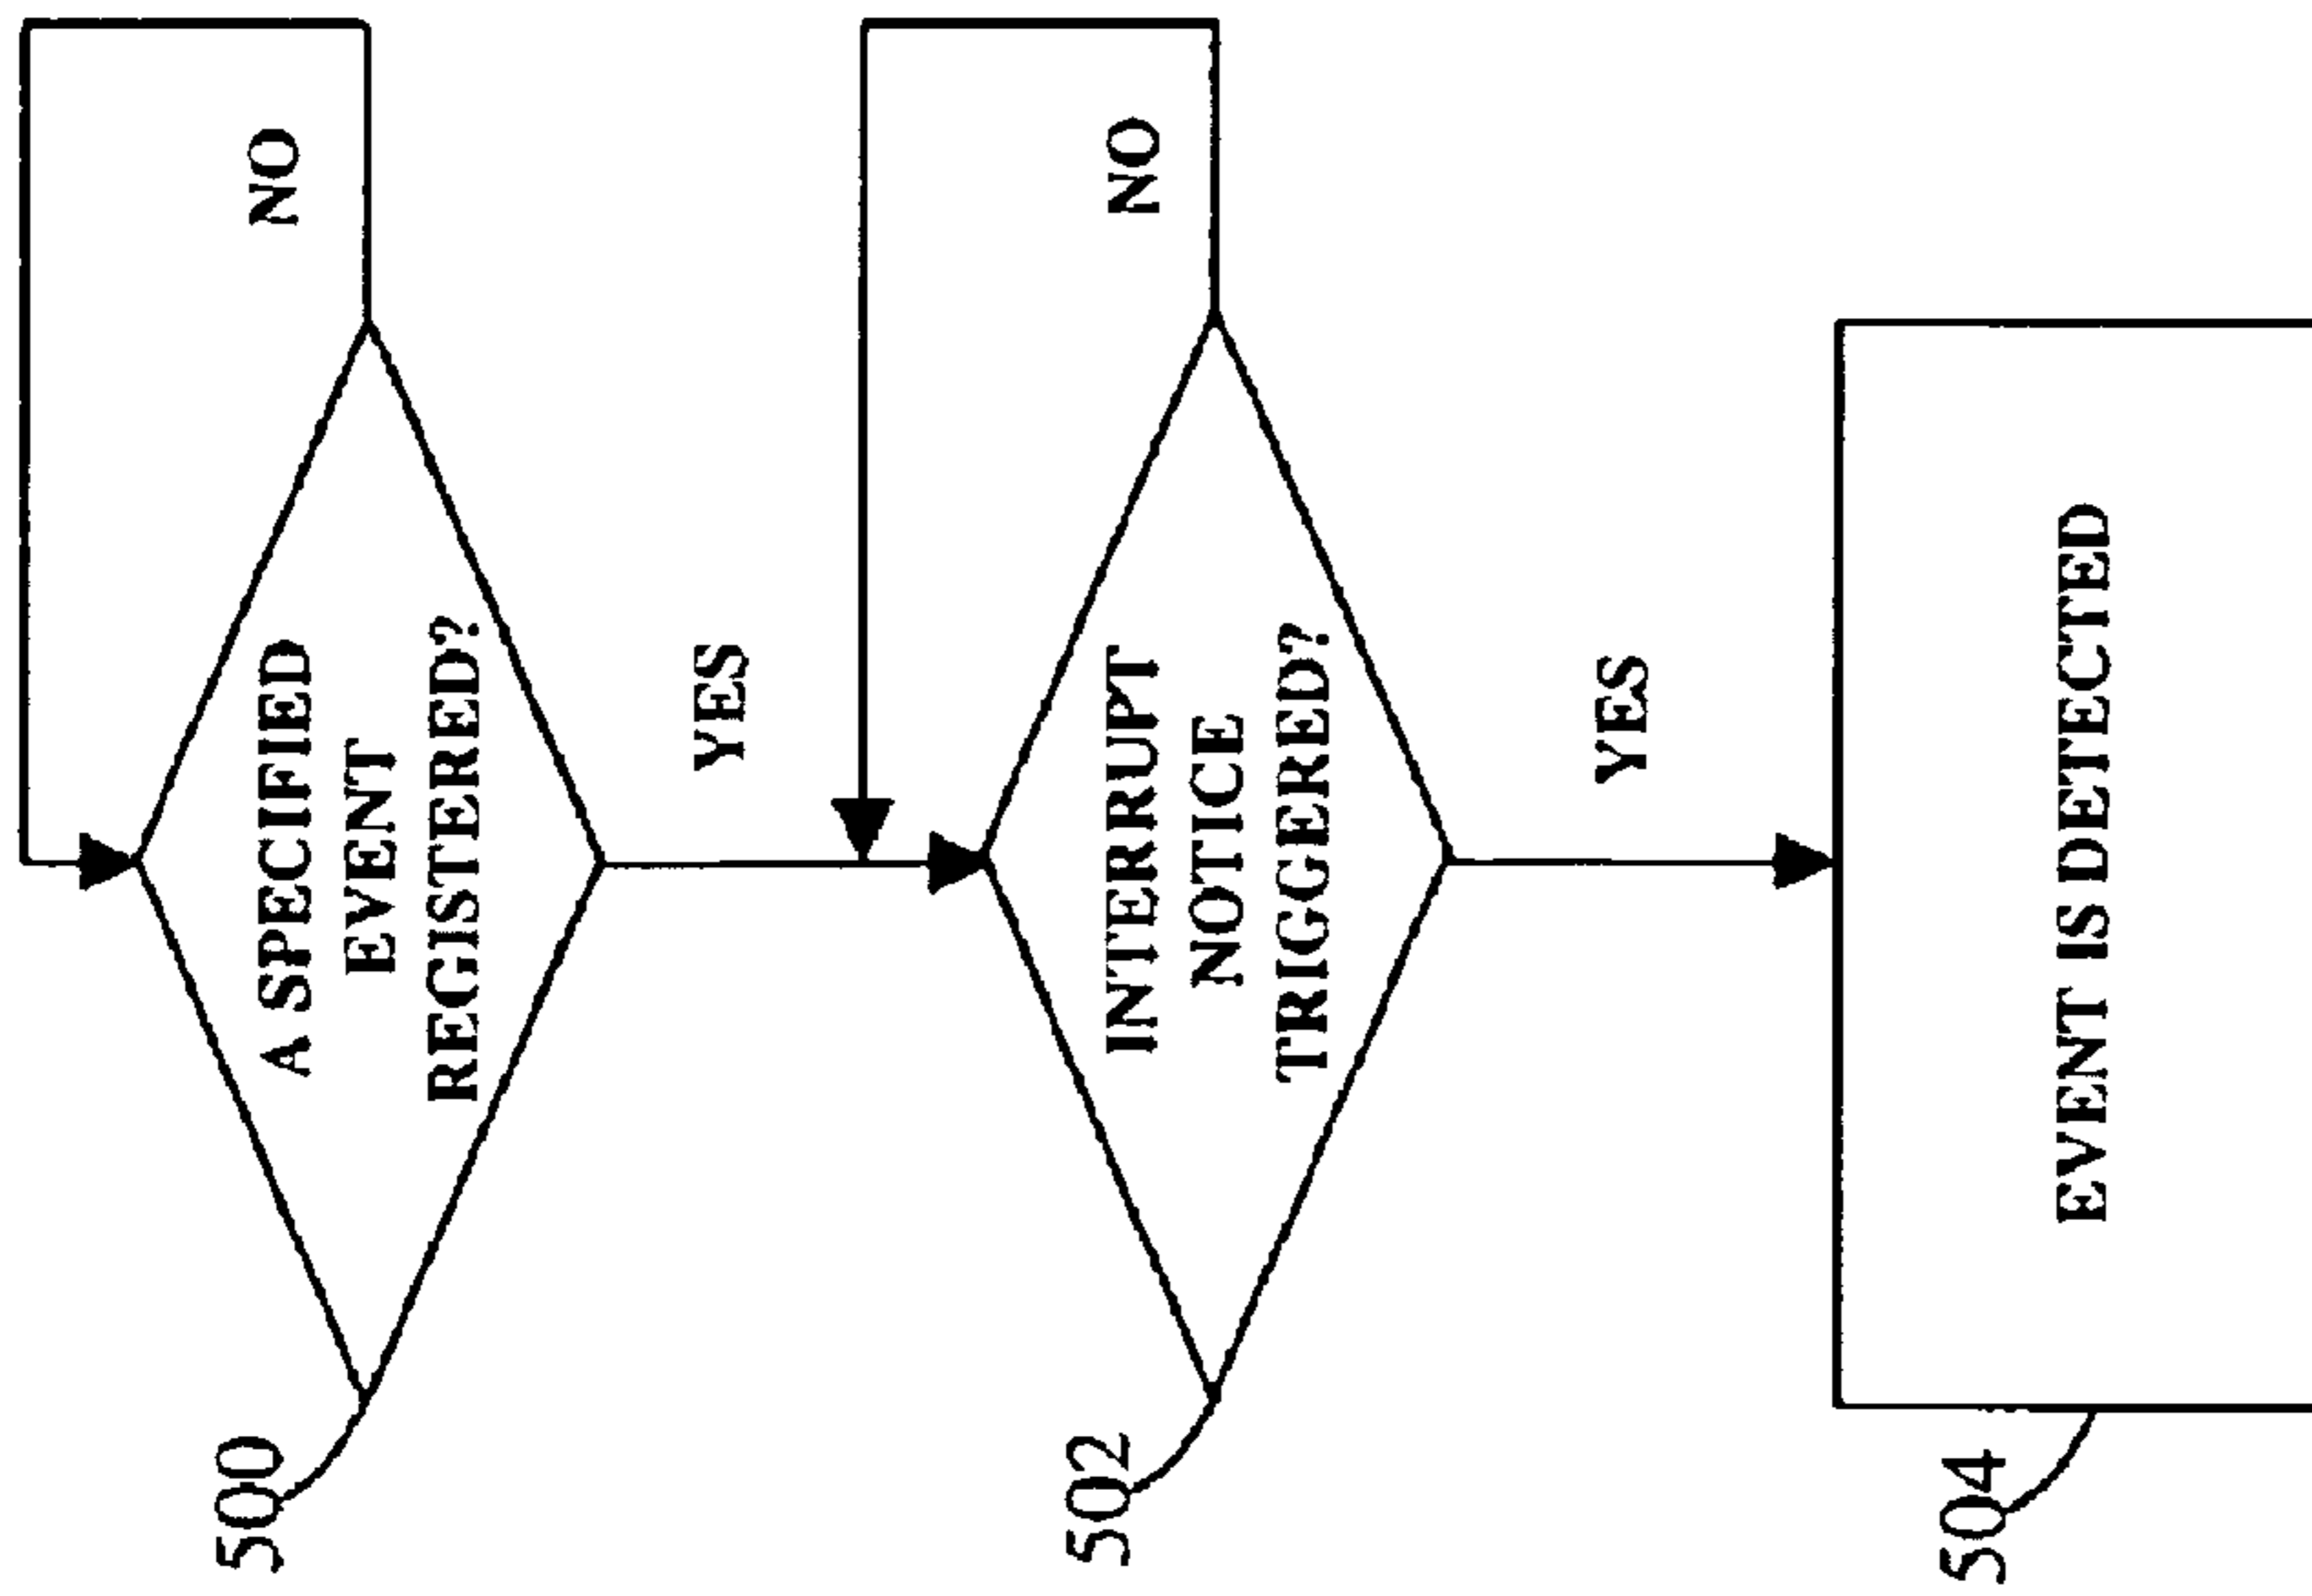 NO
A SPECIFIED
EVENT
REGISTERED?
500
YES
NO
INTERRUPT
NOTICE
TRIGGERED?
502
YES
EVENT IS DETECTED
504